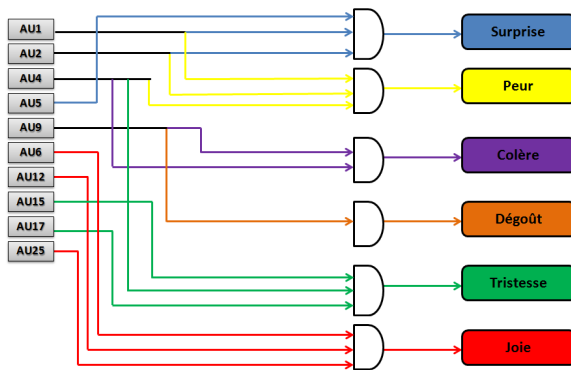 AU1
AU2
AU4
AU5
AU9
AU6
AU12
AU15
AU17
AU25
Surprise
Peur
Colère
Dégoût
Tristesse
Joie